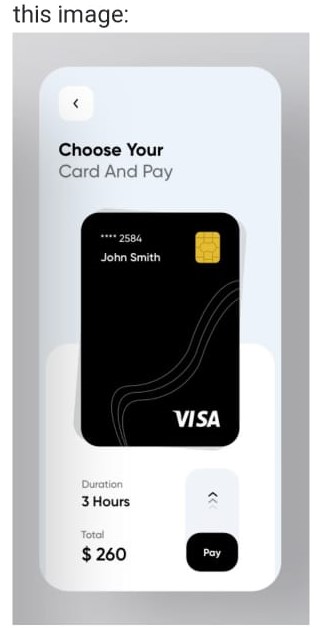 this image:
Choose Your
Card And Pay
**** 2584
John Smith
VISA
Duration
3 Hours
Total
$ 260
Pay